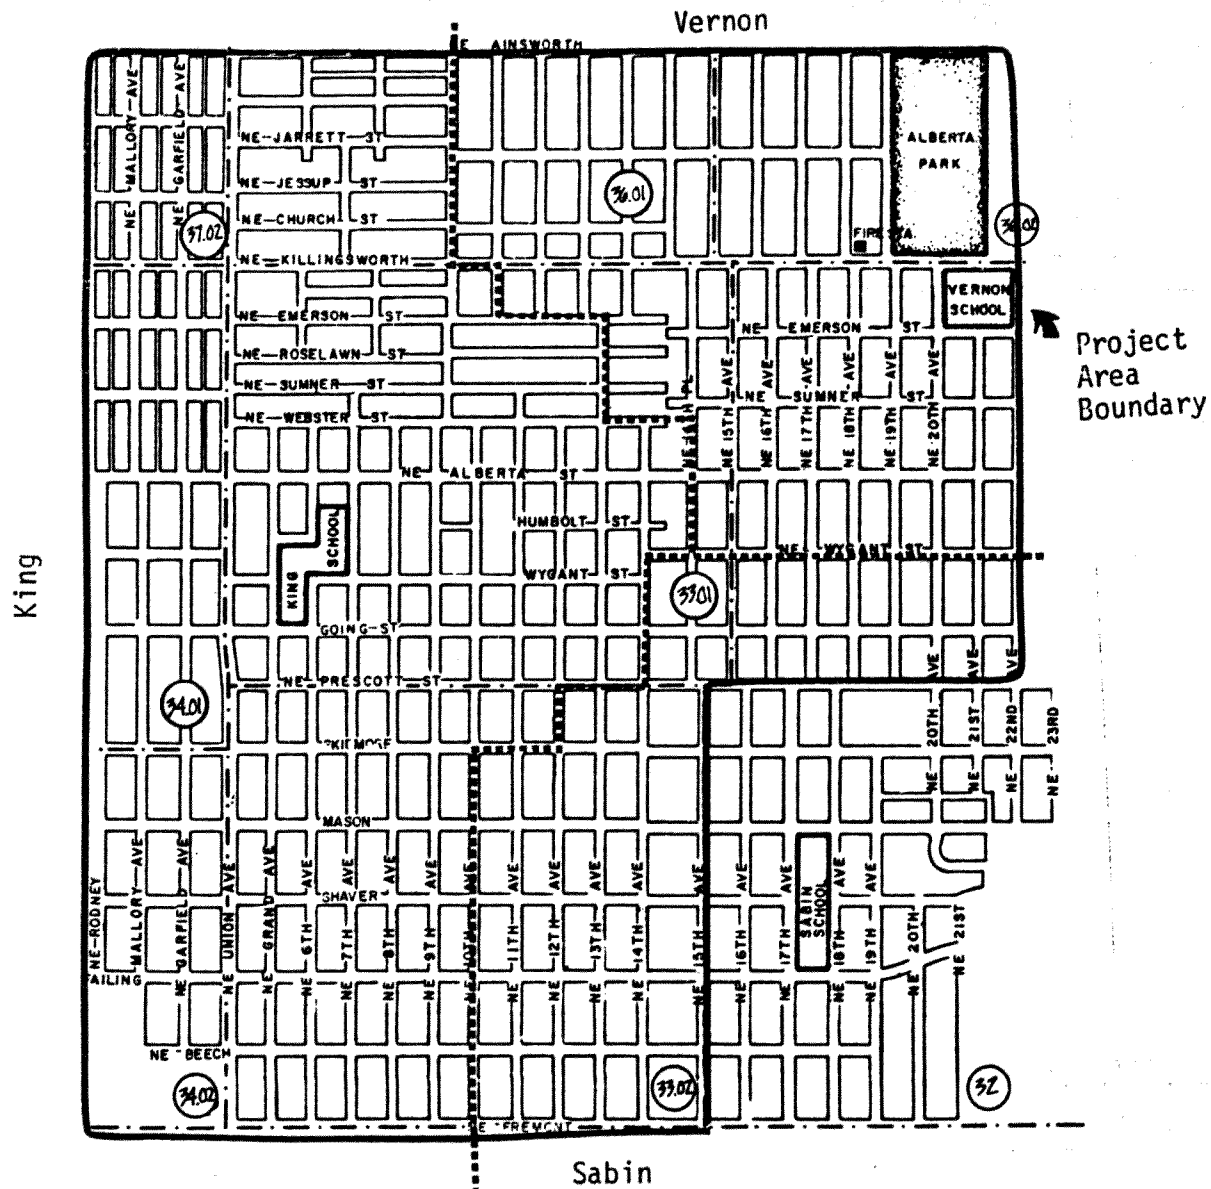 Vernon
E AINSWORTH
NE MALLORY AVE
NE GARFIELD AVE
NE JARRETT ST
NE JESSUP ST
NE CHURCH ST
NE KILLINGSWORTH
37.02
36.01
ALBERTA
PARK
FIRE STA.
36.02
VERNON
SCHOOL
Project
Area
Boundary
NE EMERSON ST
NE EMERSON ST
NE ROSELAWN ST
NE SUMNER ST
NE SUMNER ST
NE WEBSTER ST
NE 15TH AVE
NE 16TH AVE
NE 17TH AVE
NE 18TH AVE
NE 19TH AVE
NE 20TH AVE
NE ALBERTA ST
HUMBOLT ST
KING SCHOOL
King
NE WYGANT ST
WYGANT ST
33.01
GOING ST
NE PRESCOTT ST
34.01
SKIDMORE
NE 20TH AVE
NE 21ST AVE
NE 22ND AVE
NE 23RD
MASON
SHAVER
NE RODNEY
MALLORY AVE
NE GARFIELD AVE
NE UNION AVE
NE GRAND AVE
NE 6TH AVE
NE 7TH AVE
NE 8TH AVE
NE 9TH AVE
10TH AVE
NE 11TH AVE
NE 12TH AVE
NE 13TH AVE
NE 14TH AVE
NE 15TH AVE
NE 16TH AVE
NE 17TH AVE
SABIN
SCHOOL
NE 18TH AVE
NE 19TH AVE
NE 20TH
NE 21ST
FAILING
NE BEECH
34.02
33.02
32
NE FREMONT
Sabin